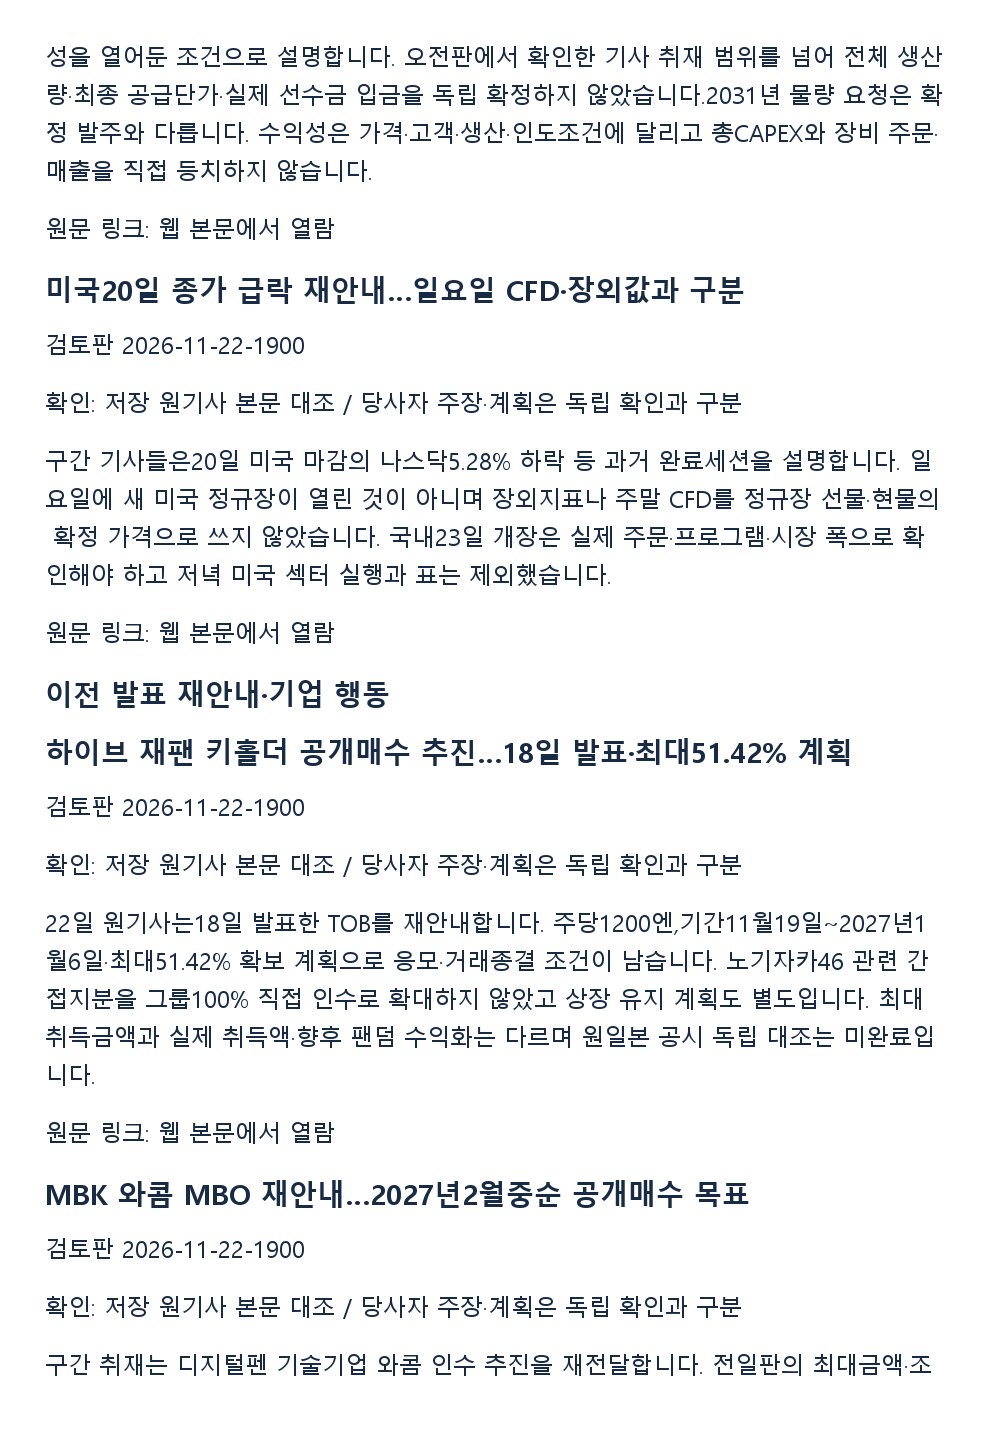 성을 열어둔 조건으로 설명합니다. 오전판에서 확인한 기사 취재 범위를 넘어 전체 생산
량·최종 공급단가·실제 선수금 입금을 독립 확정하지 않았습니다.2031년 물량 요청은 확
정 발주와 다릅니다. 수익성은 가격·고객·생산·인도조건에 달리고 총CAPEX와 장비 주문·
매출을 직접 등치하지 않습니다.
원문 링크: 웹 본문에서 열람
미국20일 종가 급락 재안내…일요일 CFD·장외값과 구분
검토판 2026-11-22-1900
확인: 저장 원기사 본문 대조 / 당사자 주장·계획은 독립 확인과 구분
구간 기사들은20일 미국 마감의 나스닥5.28% 하락 등 과거 완료세션을 설명합니다. 일
요일에 새 미국 정규장이 열린 것이 아니며 장외지표나 주말 CFD를 정규장 선물·현물의
확정 가격으로 쓰지 않았습니다. 국내23일 개장은 실제 주문·프로그램·시장 폭으로 확
인해야 하고 저녁 미국 섹터 실행과 표는 제외했습니다.
원문 링크: 웹 본문에서 열람
이전 발표 재안내·기업 행동
하이브 재팬 키홀더 공개매수 추진…18일 발표·최대51.42% 계획
검토판 2026-11-22-1900
확인: 저장 원기사 본문 대조 / 당사자 주장·계획은 독립 확인과 구분
22일 원기사는18일 발표한 TOB를 재안내합니다. 주당1200엔,기간11월19일~2027년1
월6일·최대51.42% 확보 계획으로 응모·거래종결 조건이 남습니다. 노기자카46 관련 간
접지분을 그룹100% 직접 인수로 확대하지 않았고 상장 유지 계획도 별도입니다. 최대
취득금액과 실제 취득액·향후 팬덤 수익화는 다르며 원일본 공시 독립 대조는 미완료입
니다.
원문 링크: 웹 본문에서 열람
MBK 와콤 MBO 재안내…2027년2월중순 공개매수 목표
검토판 2026-11-22-1900
확인: 저장 원기사 본문 대조 / 당사자 주장·계획은 독립 확인과 구분
구간 취재는 디지털펜 기술기업 와콤 인수 추진을 재전달합니다. 전일판의 최대금액·조